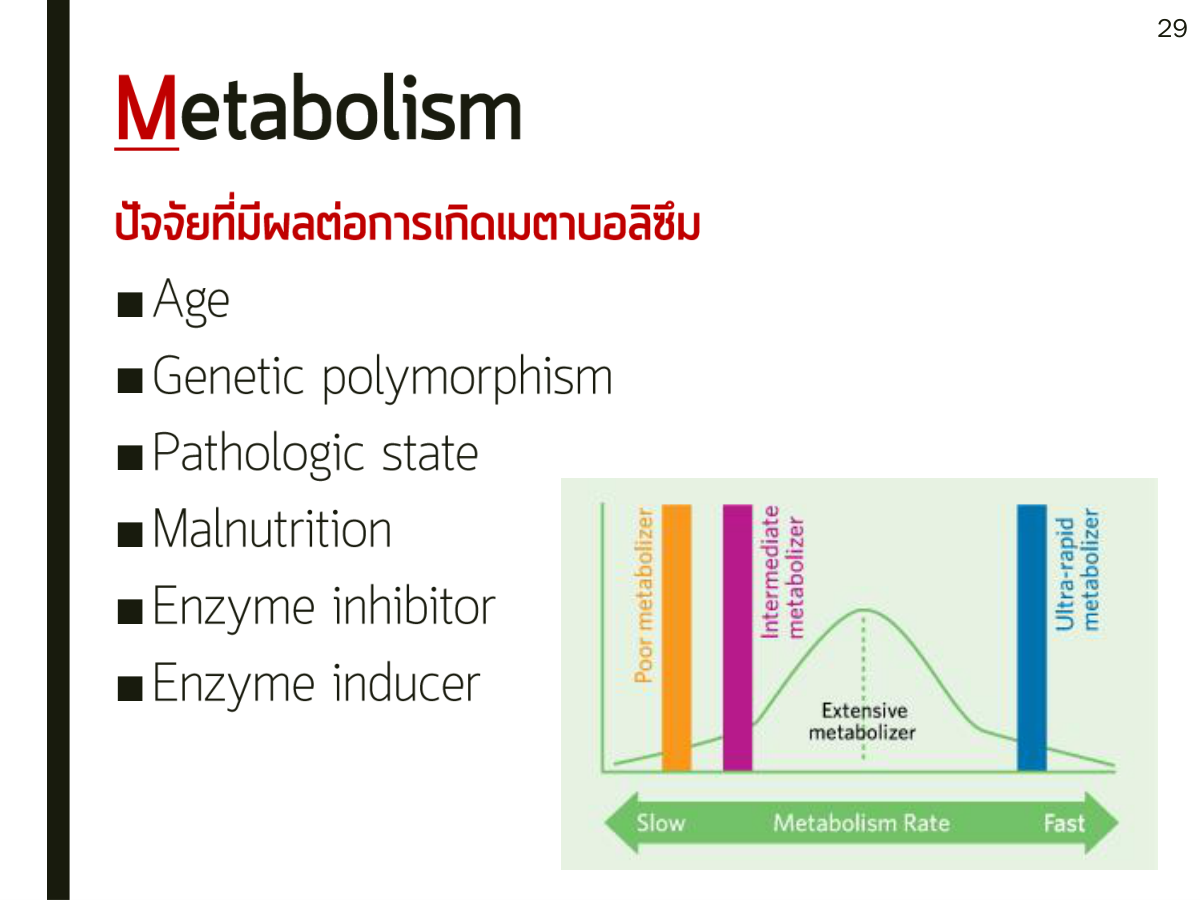 29
Metabolism
ปัจจัยที่มีผลต่อการเกิดเมตาบอลิซึม
■ Age
■ Genetic polymorphism
■ Pathologic state
■ Malnutrition
■ Enzyme inhibitor
■ Enzyme inducer
Poor metabolizer
Intermediate
metabolizer
Extensive
metabolizer
Ultra-rapid
metabolizer
Slow
Metabolism Rate
Fast